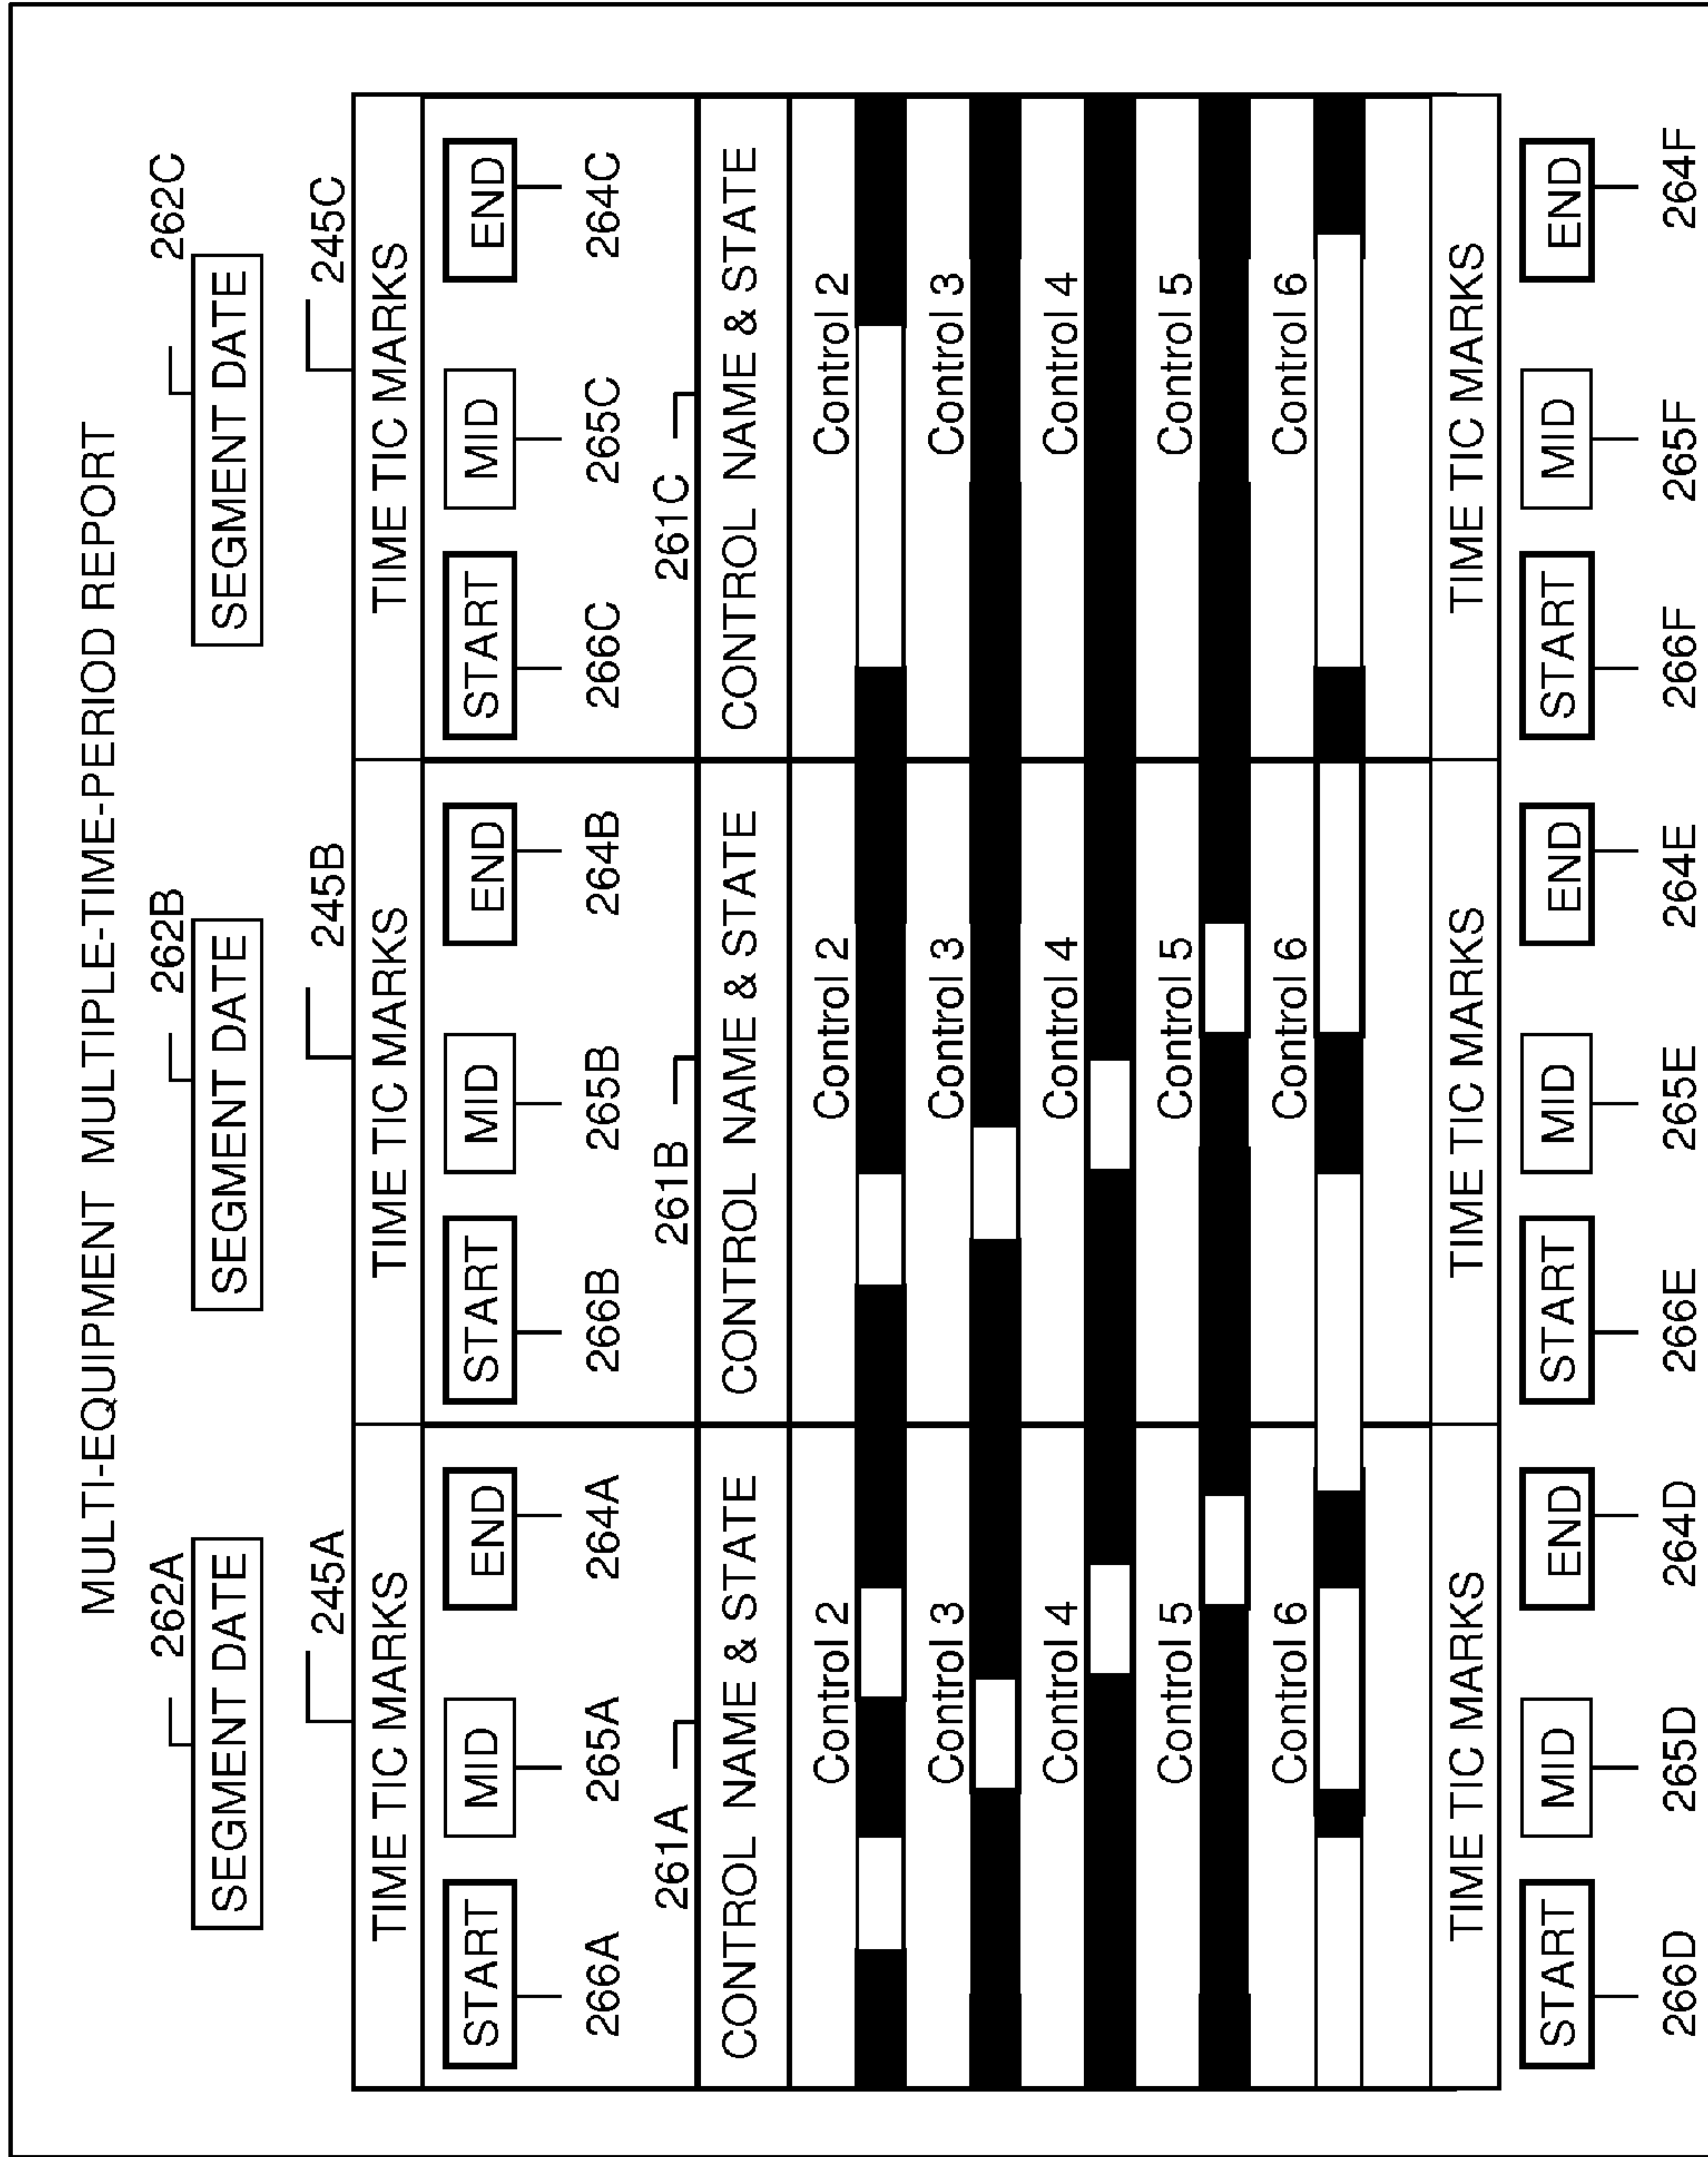 MULTI-EQUIPMENT MULTIPLE-TIME-PERIOD REPORT
262A 262B 262C
SEGMENT DATE SEGMENT DATE SEGMENT DATE
245A 245B 245C
TIME TIC MARKS TIME TIC MARKS TIME TIC MARKS
START MID END START MID END START MID END
266A 265A 264A 266B 265B 264B 266C 265C 264C
261A 261B 261C
CONTROL NAME & STATE CONTROL NAME & STATE CONTROL NAME & STATE
Control 2 Control 2 Control 2
Control 3 Control 3 Control 3
Control 4 Control 4 Control 4
Control 5 Control 5 Control 5
Control 6 Control 6 Control 6
TIME TIC MARKS TIME TIC MARKS TIME TIC MARKS
START MID END START MID END START MID END
266D 265D 264D 266E 265E 264E 266F 265F 264F